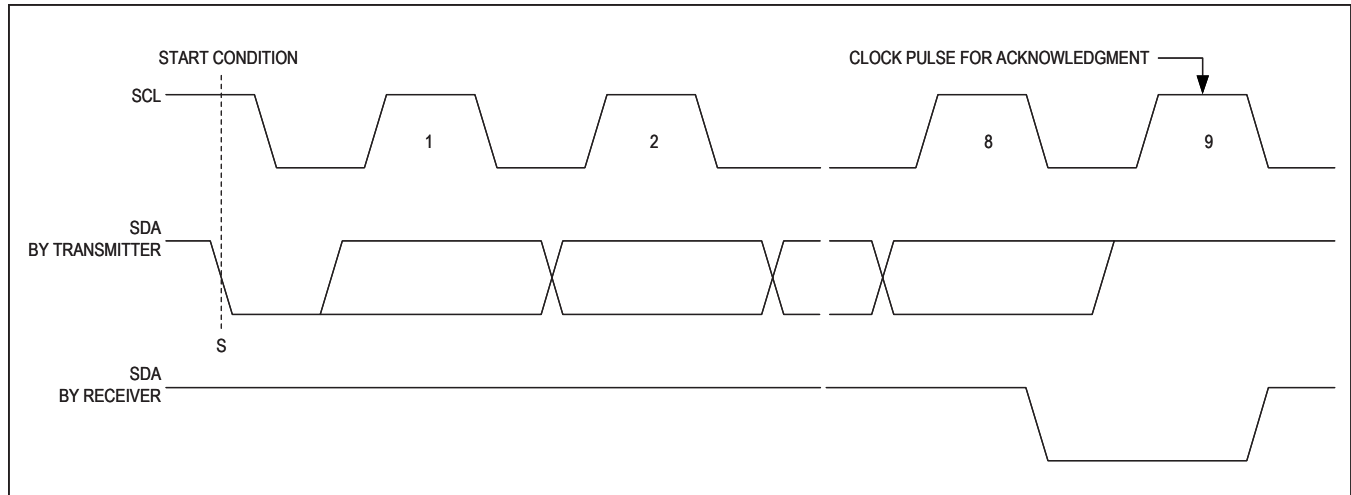 START CONDITION
CLOCK PULSE FOR ACKNOWLEDGMENT
SCL
1
2
8
9
SDA
BY TRANSMITTER
S
SDA
BY RECEIVER